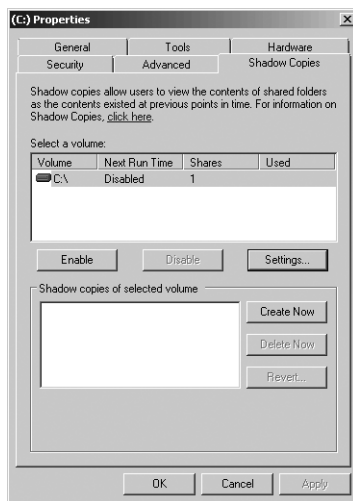 (C:) Properties
General Tools Hardware
Security Advanced Shadow Copies
Shadow copies allow users to view the contents of shared folders
as the contents existed at previous points in time. For information on
Shadow Copies, click here.
Select a volume:
Volume Next Run Time Shares Used
C:\ Disabled 1
Enable Disable Settings...
Shadow copies of selected volume
Create Now
Delete Now
Revert...
OK Cancel Apply